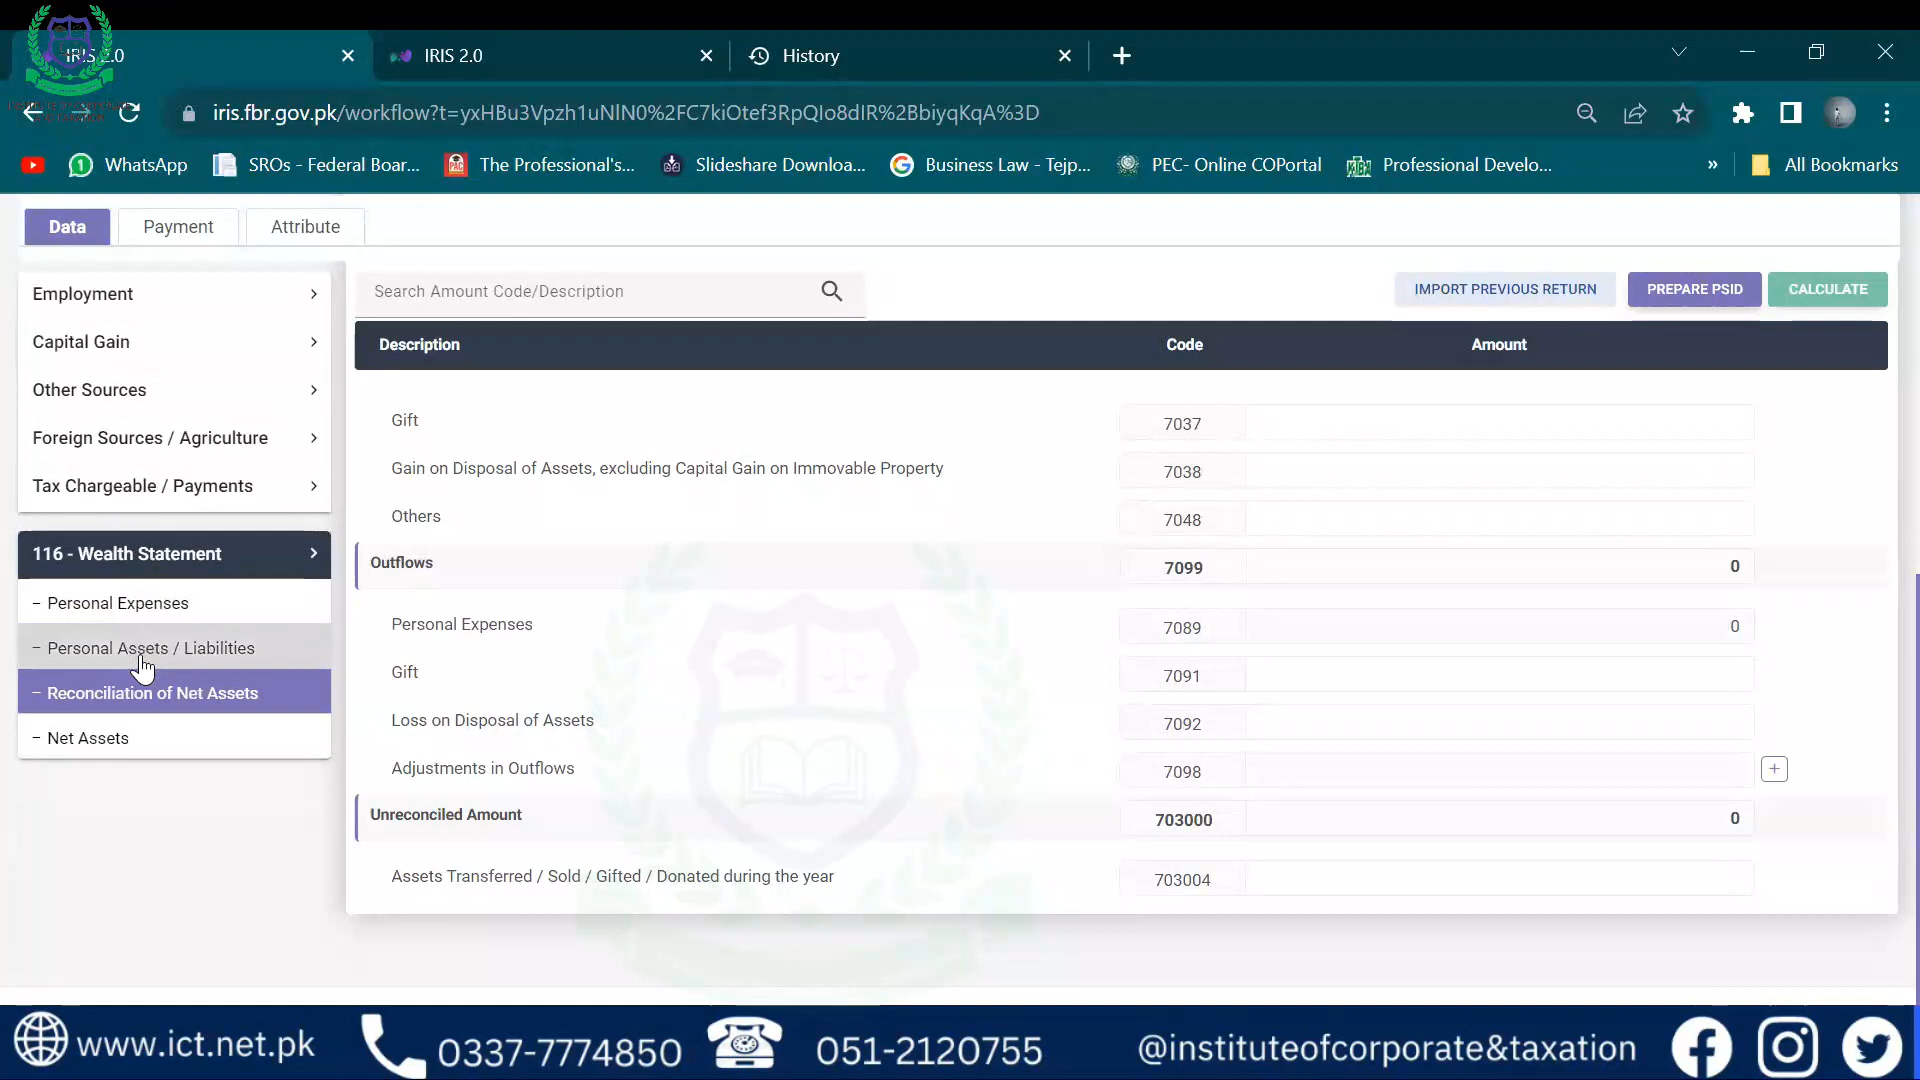 IRIS 2.0
IRIS 2.0
History
iris.fbr.gov.pk/workflow?t=yxHBu3Vpzh1uNlN0%2FC7kiOtef3RpQIo8dIR%2BbiyqKqA%3D
WhatsApp
SROs - Federal Boar...
The Professional's...
Slideshare Downloa...
Business Law - Tejp...
PEC- Online COPortal
Professional Develo...
»
All Bookmarks
Data
Payment
Attribute
Employment
Capital Gain
Other Sources
Foreign Sources / Agriculture
Tax Chargeable / Payments
116 - Wealth Statement
– Personal Expenses
– Personal Assets / Liabilities
– Reconciliation of Net Assets
– Net Assets
Search Amount Code/Description
IMPORT PREVIOUS RETURN
PREPARE PSID
CALCULATE
Description Code Amount
Gift 7037
Gain on Disposal of Assets, excluding Capital Gain on Immovable Property 7038
Others 7048
Outflows 7099 0
Personal Expenses 7089 0
Gift 7091
Loss on Disposal of Assets 7092
Adjustments in Outflows 7098
Unreconciled Amount 703000 0
Assets Transferred / Sold / Gifted / Donated during the year 703004
www.ict.net.pk
0337-7774850
051-2120755
@instituteofcorporate&taxation